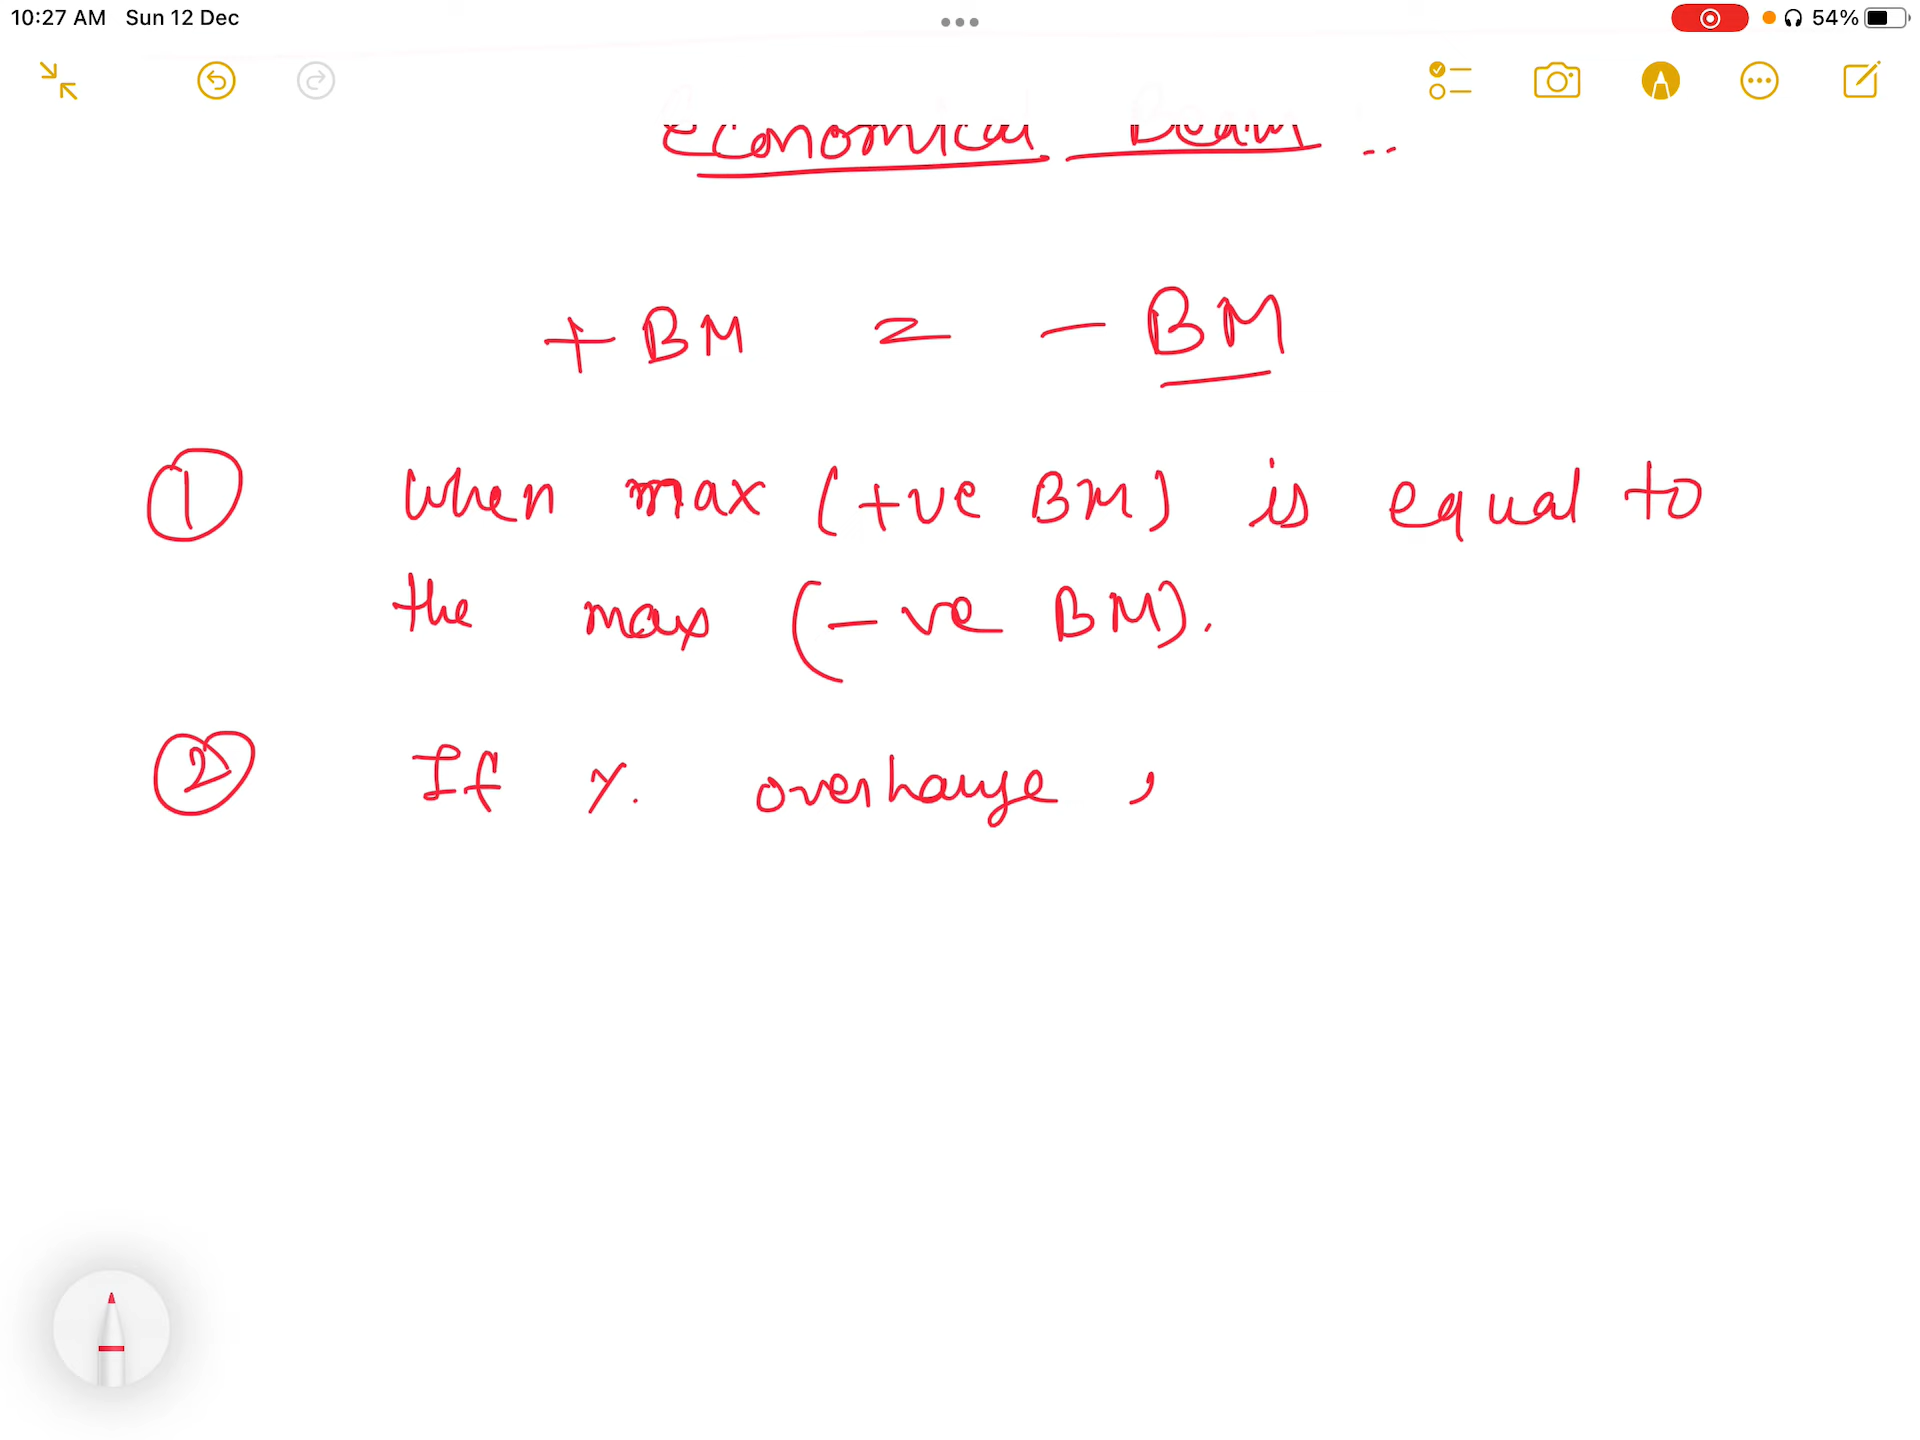 10:27 AM Sun 12 Dec
54%
Economical Beam :-
+ BM = - BM
① When max (+ve BM) is equal to
the max (-ve BM).
② If % overhange ,